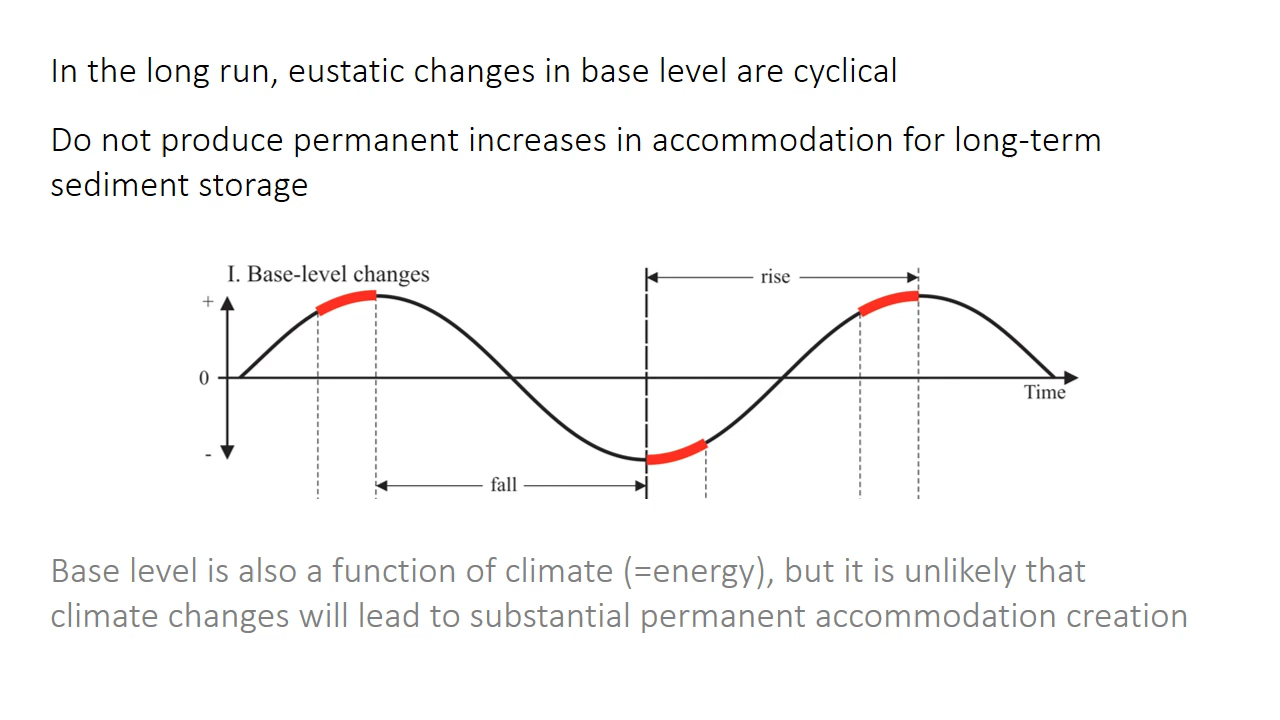 In the long run, eustatic changes in base level are cyclical
Do not produce permanent increases in accommodation for long-term
sediment storage
I. Base-level changes
rise
+
0
Time
-
fall
Base level is also a function of climate (=energy), but it is unlikely that
climate changes will lead to substantial permanent accommodation creation